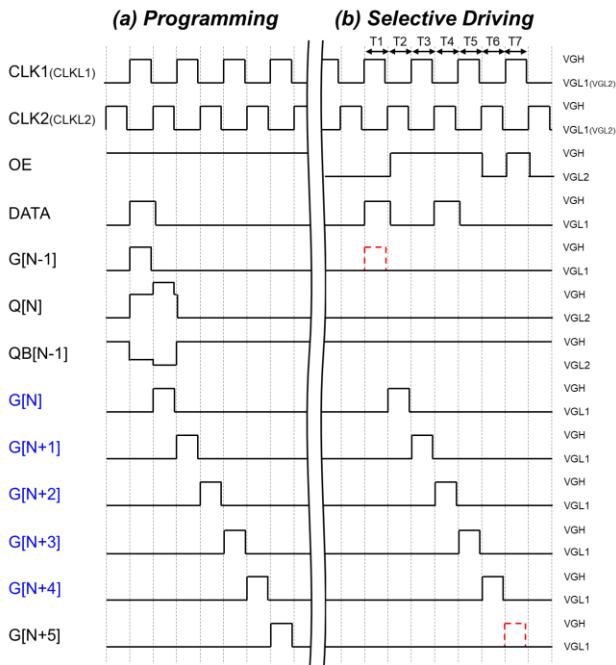 (a) Programming
(b) Selective Driving
T1 T2 T3 T4 T5 T6 T7
CLK1(CLKL1) VGH
VGL1(VGL2)
CLK2(CLKL2) VGH
VGL1(VGL2)
OE VGH
VGL2
DATA VGH
VGL1
G[N-1] VGH
VGL1
Q[N] VGH
VGL2
QB[N-1] VGH
VGL2
G[N] VGH
VGL1
G[N+1] VGH
VGL1
G[N+2] VGH
VGL1
G[N+3] VGH
VGL1
G[N+4] VGH
VGL1
G[N+5] VGH
VGL1